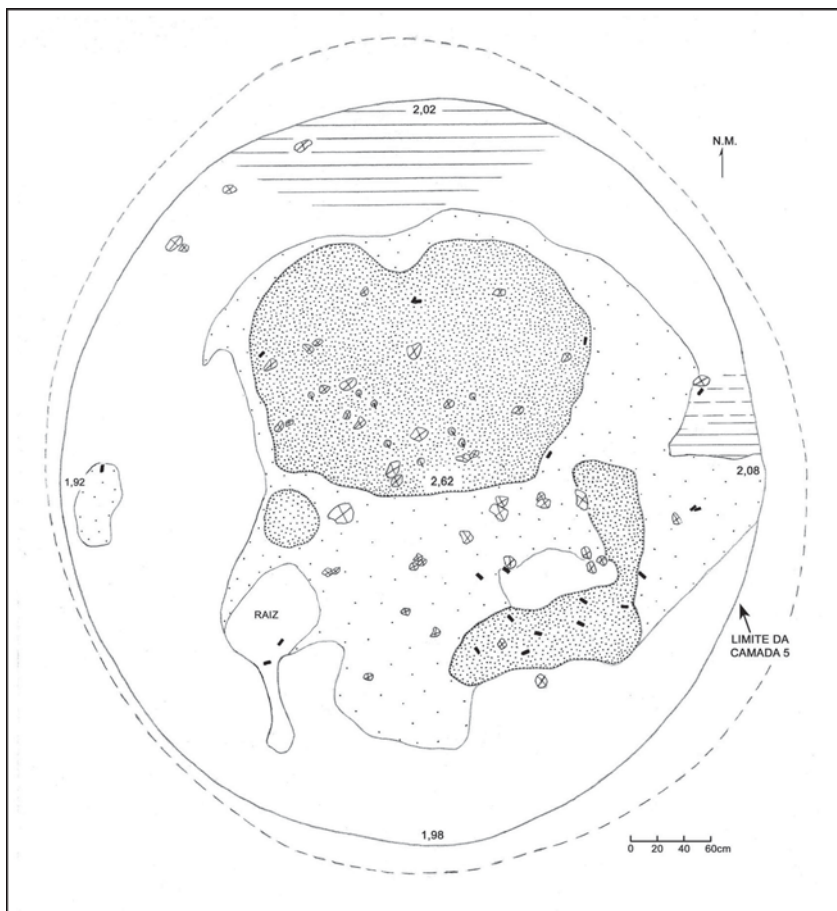 2,02
N.M.
1,92
2,62
2,08
RAIZ
LIMITE DA
CAMADA 5
1,98
0 20 40 60cm